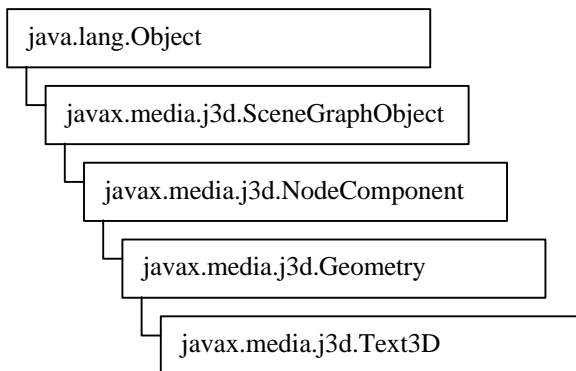 java.lang.Object
javax.media.j3d.SceneGraphObject
javax.media.j3d.NodeComponent
javax.media.j3d.Geometry
javax.media.j3d.Text3D